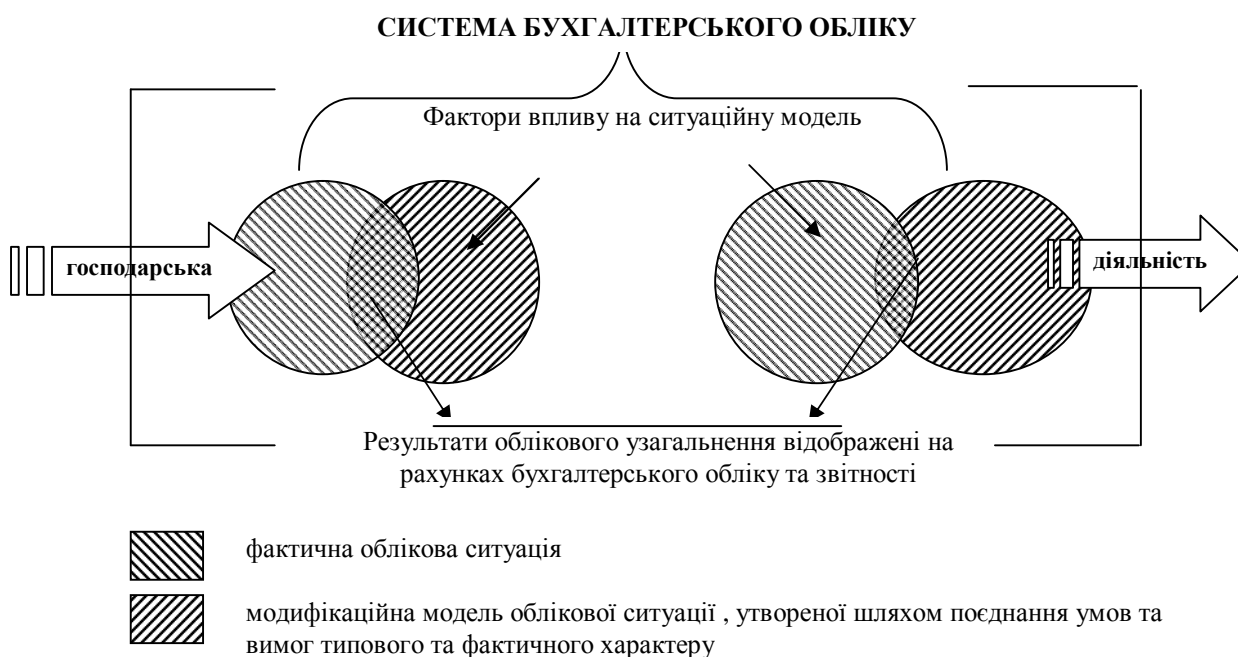 СИСТЕМА БУХГАЛТЕРСЬКОГО ОБЛІКУ
Фактори впливу на ситуаційну модель
господарська
діяльність
Результати облікового узагальнення відображені на
рахунках бухгалтерського обліку та звітності
фактична облікова ситуація
модифікаційна модель облікової ситуації , утвореної шляхом поєднання умов та
вимог типового та фактичного характеру